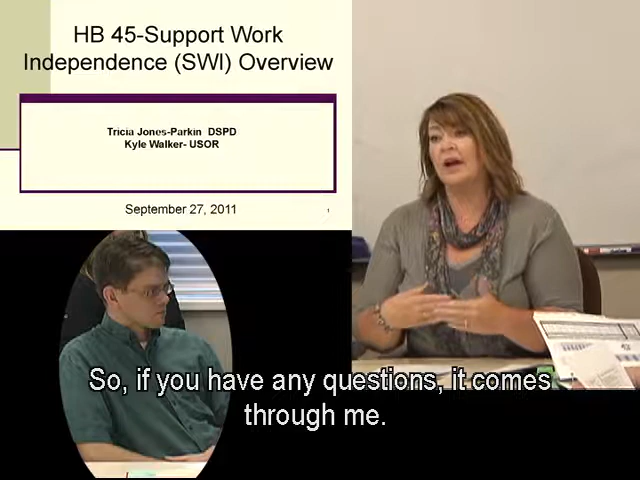 HB 45-Support Work
Independence (SWI) Overview
Tricia Jones-Parkin DSPD
Kyle Walker- USOR
September 27, 2011
1
So, if you have any questions, it comes
through me.